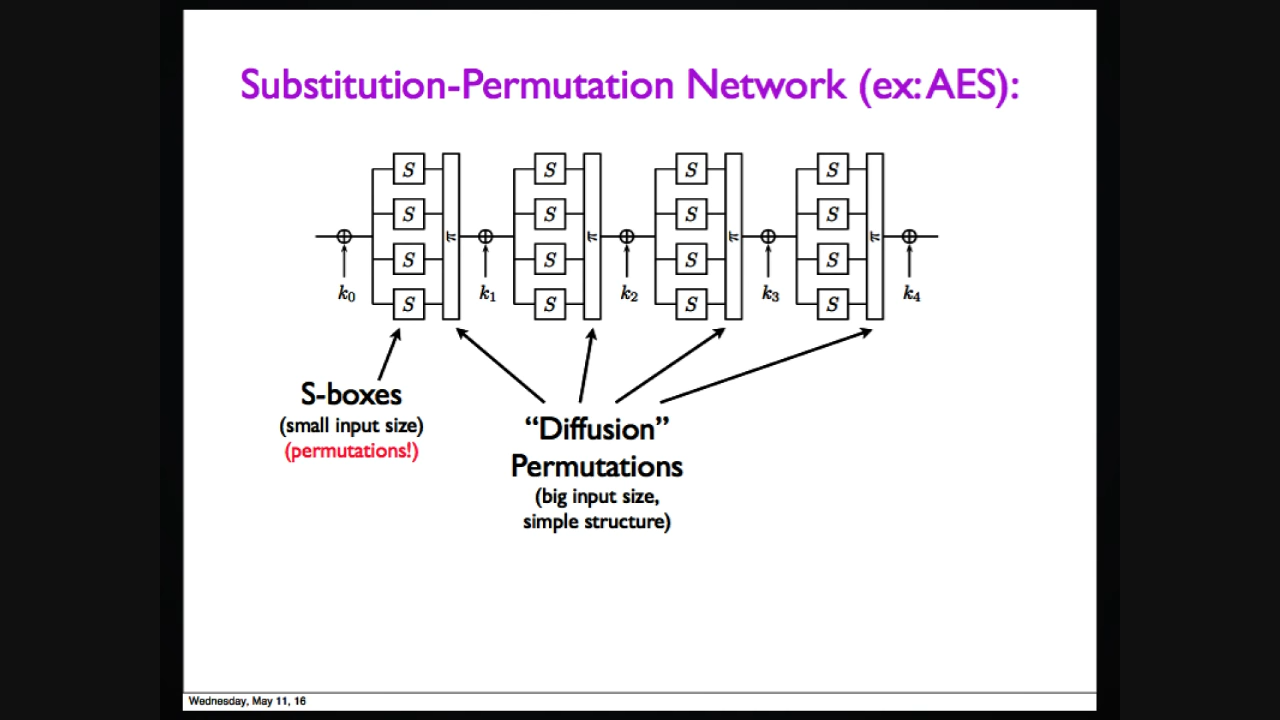 Substitution-Permutation Network (ex: AES):
S S S S
S S S S
π π π π
S S S S
k0 k1 k2 k3 k4
S S S S
S-boxes
(small input size)
(permutations!)
“Diffusion”
Permutations
(big input size,
simple structure)
Wednesday, May 11, 16